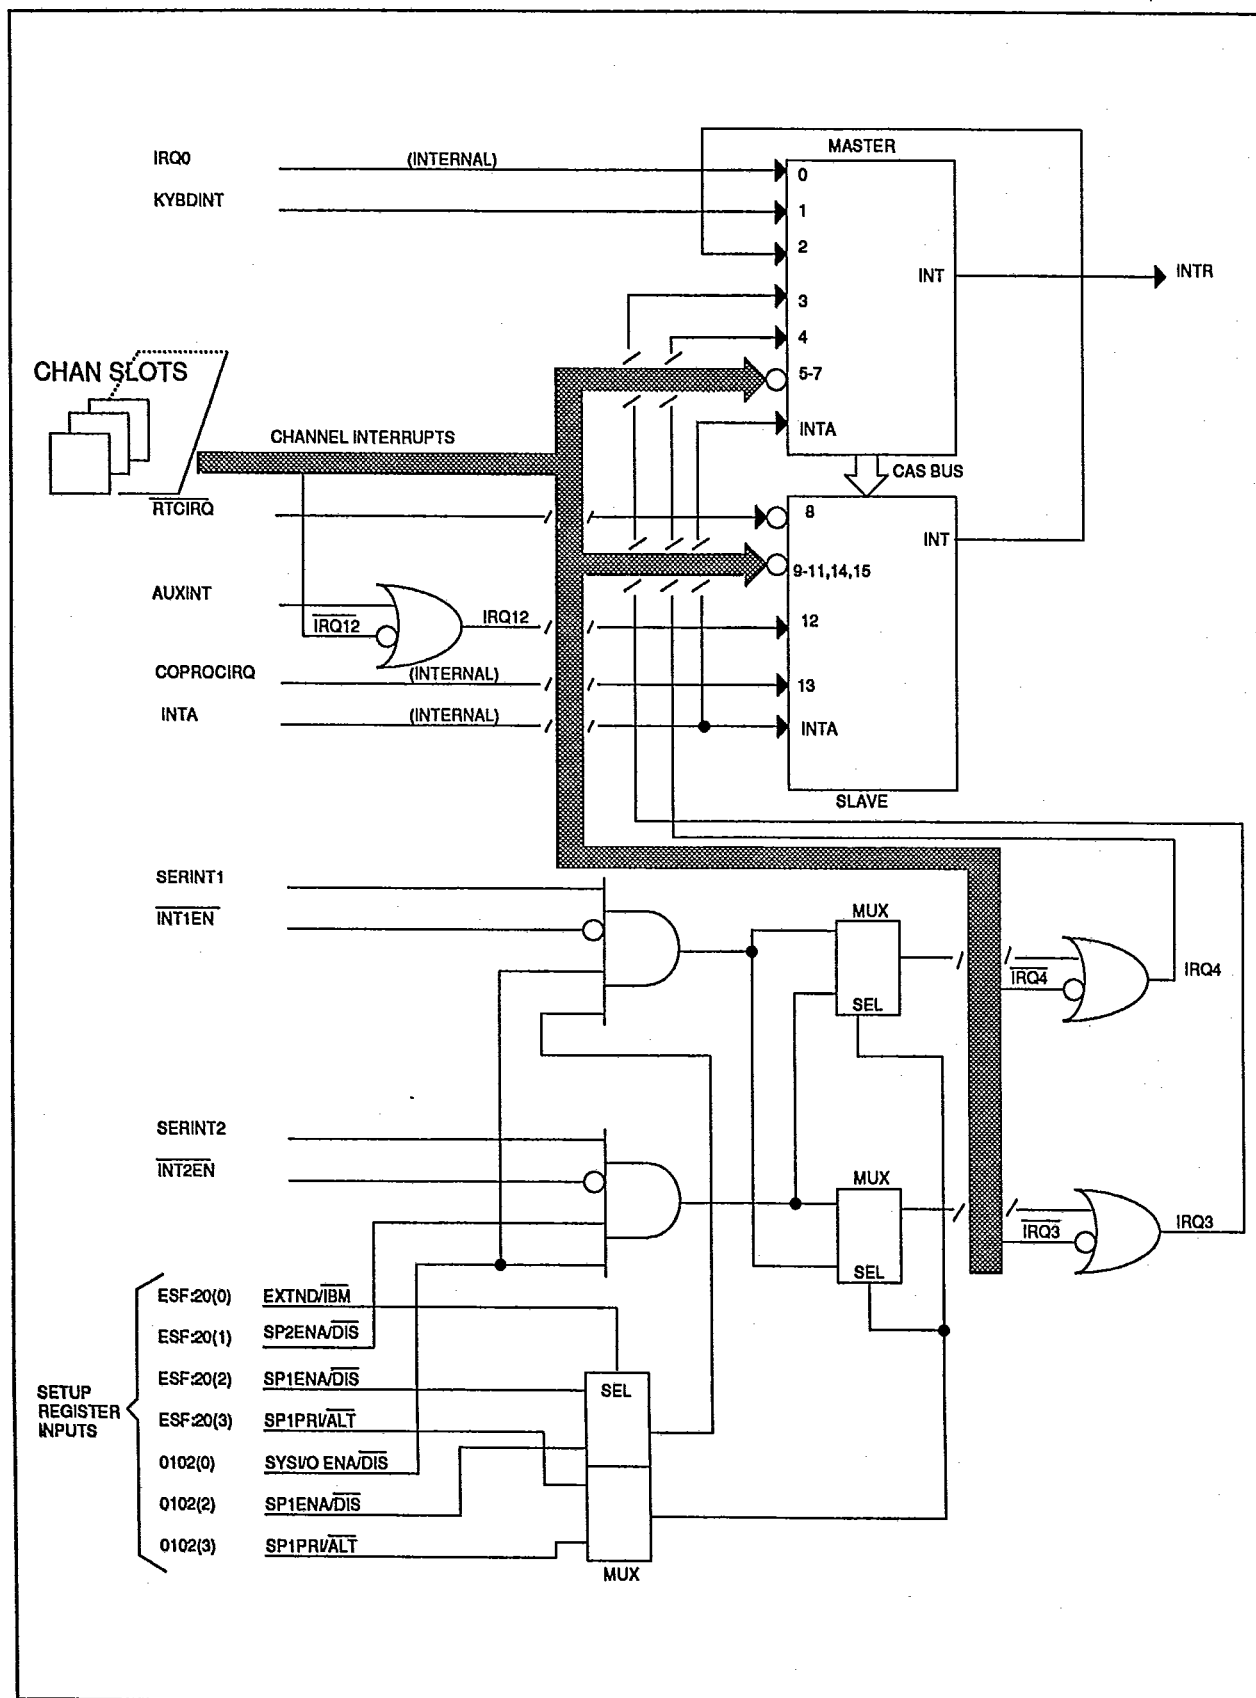 MASTER
IRQ0 (INTERNAL) 0
KYBDINT 1
2
INT INTR
3
4
CHAN SLOTS
5-7
CHANNEL INTERRUPTS INTA
CAS BUS
RTCIRQ 8
INT
9-11,14,15
AUXINT
IRQ12 IRQ12 12
COPROCIRQ (INTERNAL) 13
INTA (INTERNAL) INTA
SLAVE
SERINT1
INT1EN
MUX
SEL
IRQ4 IRQ4
SERINT2
INT2EN
MUX
SEL
IRQ3 IRQ3
SETUP
REGISTER
INPUTS
ESF:20(0) EXTND/IBM
ESF:20(1) SP2ENA/DIS
ESF:20(2) SP1ENA/DIS
SEL
ESF:20(3) SP1PRI/ALT
0102(0) SYSI/O ENA/DIS
0102(2) SP1ENA/DIS
0102(3) SP1PRI/ALT
MUX